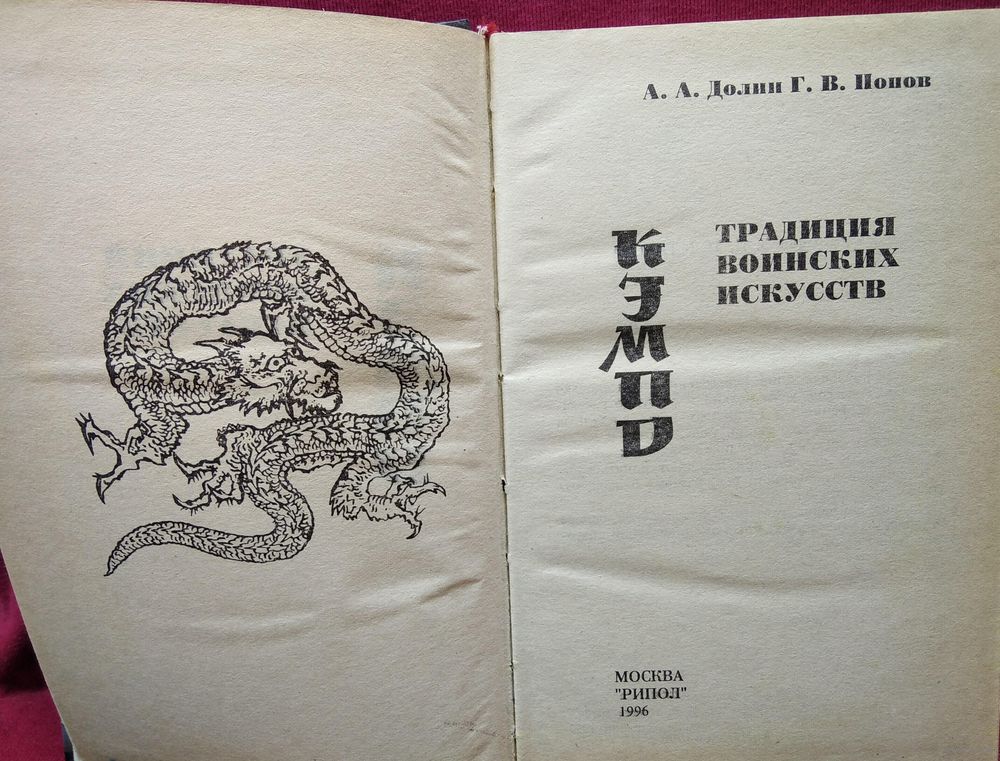 А. А. Долин Г. В. Попов
КЭМПО
ТРАДИЦИЯ
ВОИНСКИХ
ИСКУССТВ
МОСКВА
"РИПОЛ"
1996